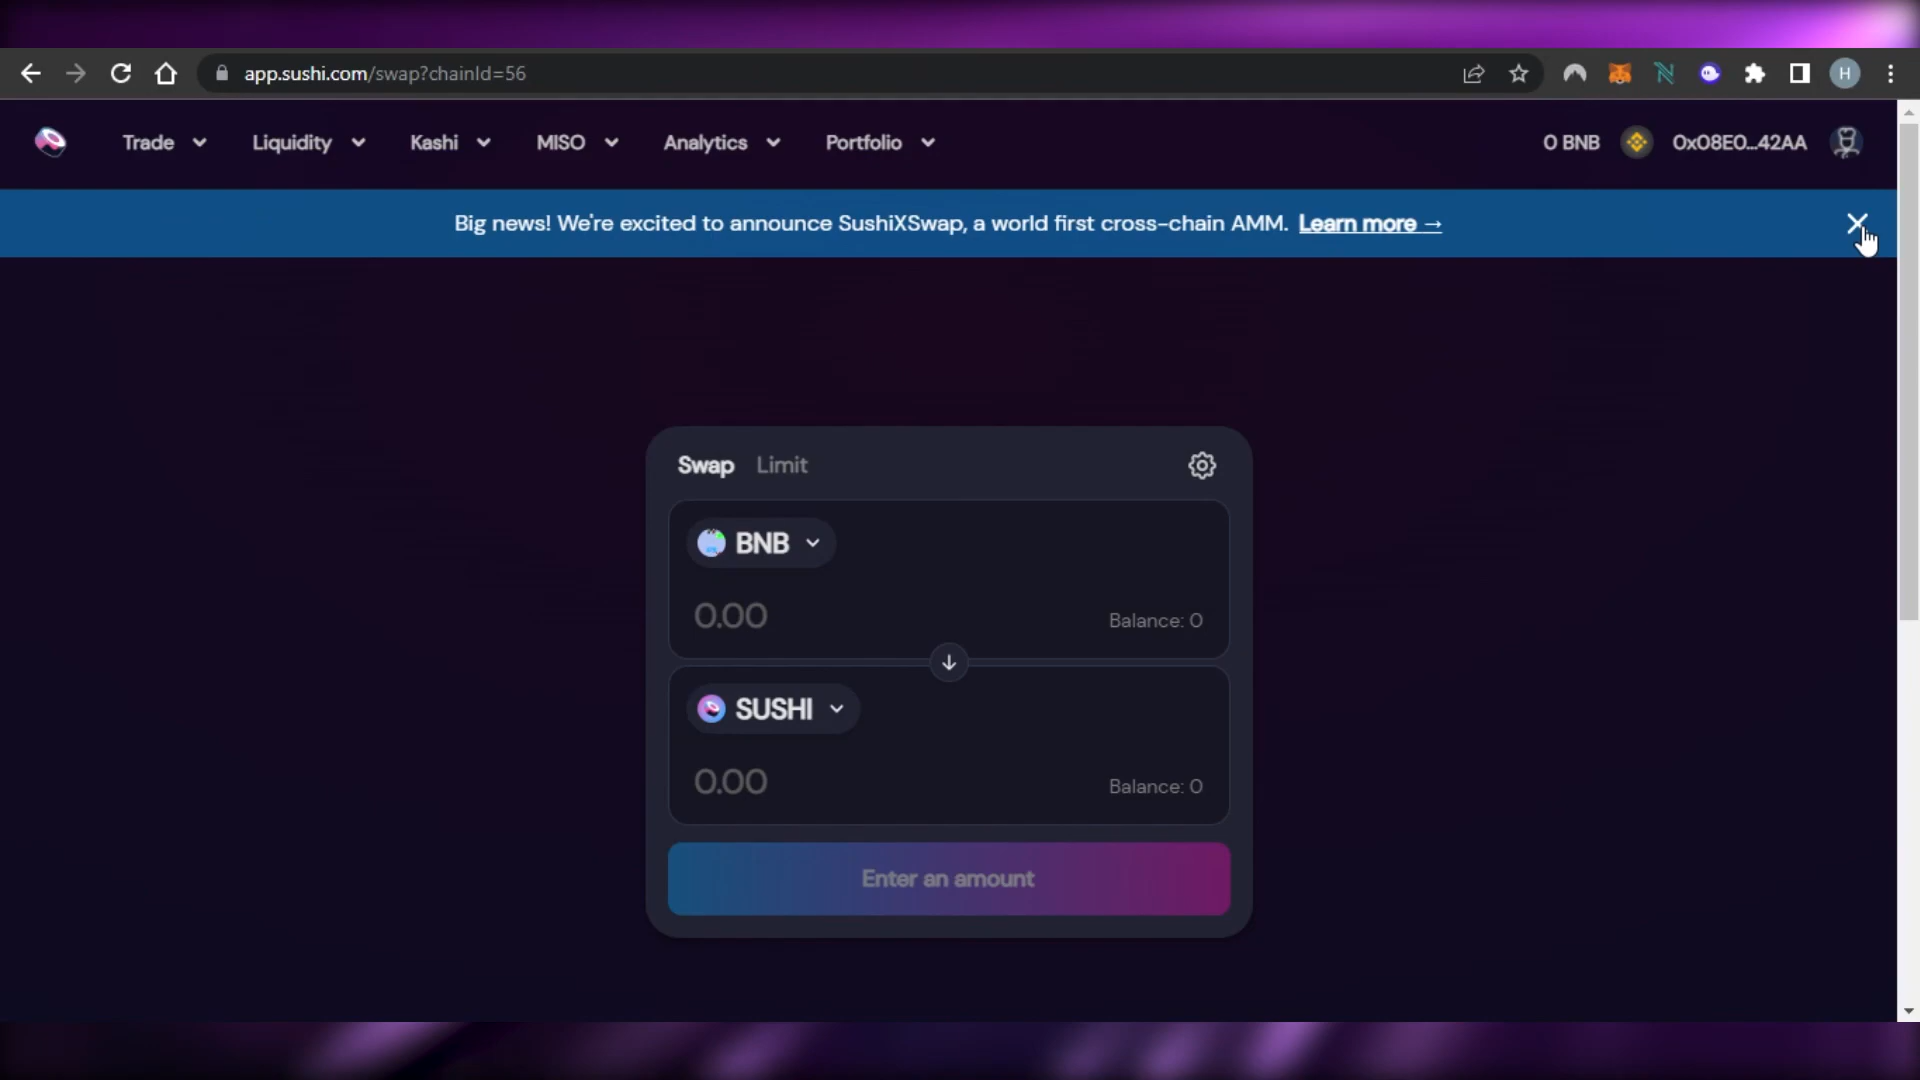 app.sushi.com/swap?chainId=56
H
Trade Liquidity Kashi MISO Analytics Portfolio 0 BNB 0x08E0...42AA
Big news! We're excited to announce SushiXSwap, a world first cross-chain AMM. Learn more →
Swap Limit
BNB
0.00 Balance: 0
SUSHI
0.00 Balance: 0
Enter an amount